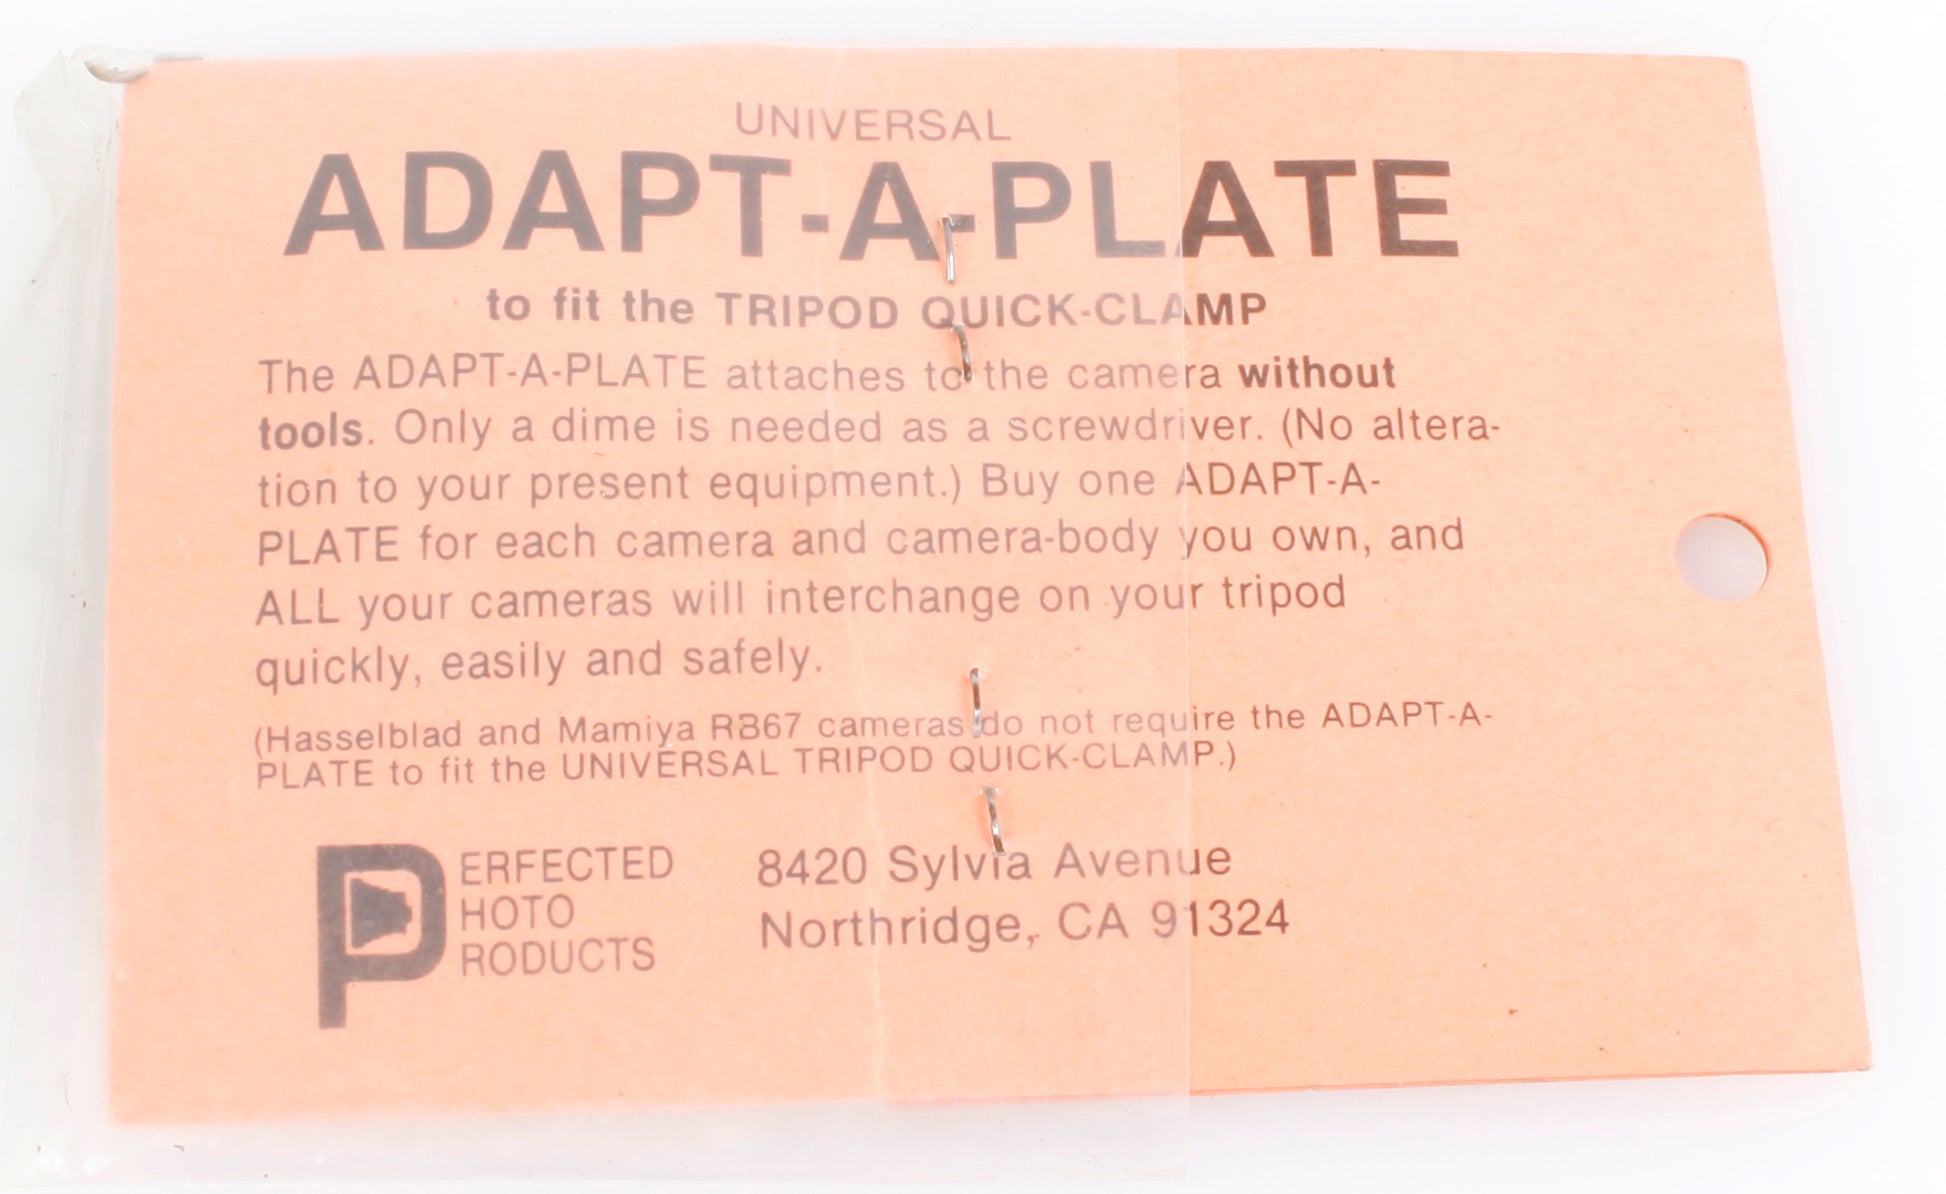 UNIVERSAL
ADAPT-A-PLATE
to fit the TRIPOD QUICK-CLAMP
The ADAPT-A-PLATE attaches to the camera without
tools. Only a dime is needed as a screwdriver. (No altera-
tion to your present equipment.) Buy one ADAPT-A-
PLATE for each camera and camera-body you own, and
ALL your cameras will interchange on your tripod
quickly, easily and safely.
(Hasselblad and Mamiya RB67 cameras do not require the ADAPT-A-
PLATE to fit the UNIVERSAL TRIPOD QUICK-CLAMP.)
PERFECTED
HOTO
RODUCTS
8420 Sylvia Avenue
Northridge, CA 91324